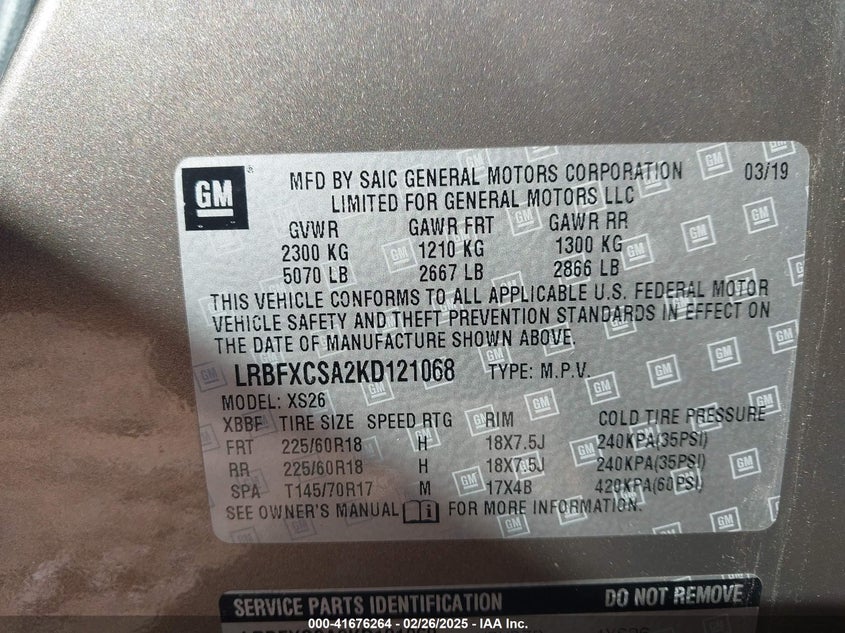 GM
MFD BY SAIC GENERAL MOTORS CORPORATION 03/19
LIMITED FOR GENERAL MOTORS LLC
GVWR GAWR FRT GAWR RR
2300 KG 1210 KG 1300 KG
5070 LB 2667 LB 2866 LB
THIS VEHICLE CONFORMS TO ALL APPLICABLE U.S. FEDERAL MOTOR
VEHICLE SAFETY AND THEFT PREVENTION STANDARDS IN EFFECT ON
THE DATE OF MANUFACTURE SHOWN ABOVE.
LRBFXCSA2KD121068 TYPE: M.P.V.
MODEL: XS26
XBBF TIRE SIZE SPEED RTG RIM COLD TIRE PRESSURE
FRT 225/60R18 H 18X7.5J 240KPA(35PSI)
RR 225/60R18 H 18X7.5J 240KPA(35PSI)
SPA T145/70R17 M 17X4B 420KPA(60PSI)
SEE OWNER'S MANUAL FOR MORE INFORMATION.
SERVICE PARTS IDENTIFICATION DO NOT REMOVE
000-41676264 / 02/26/2025 - IAA, Inc.